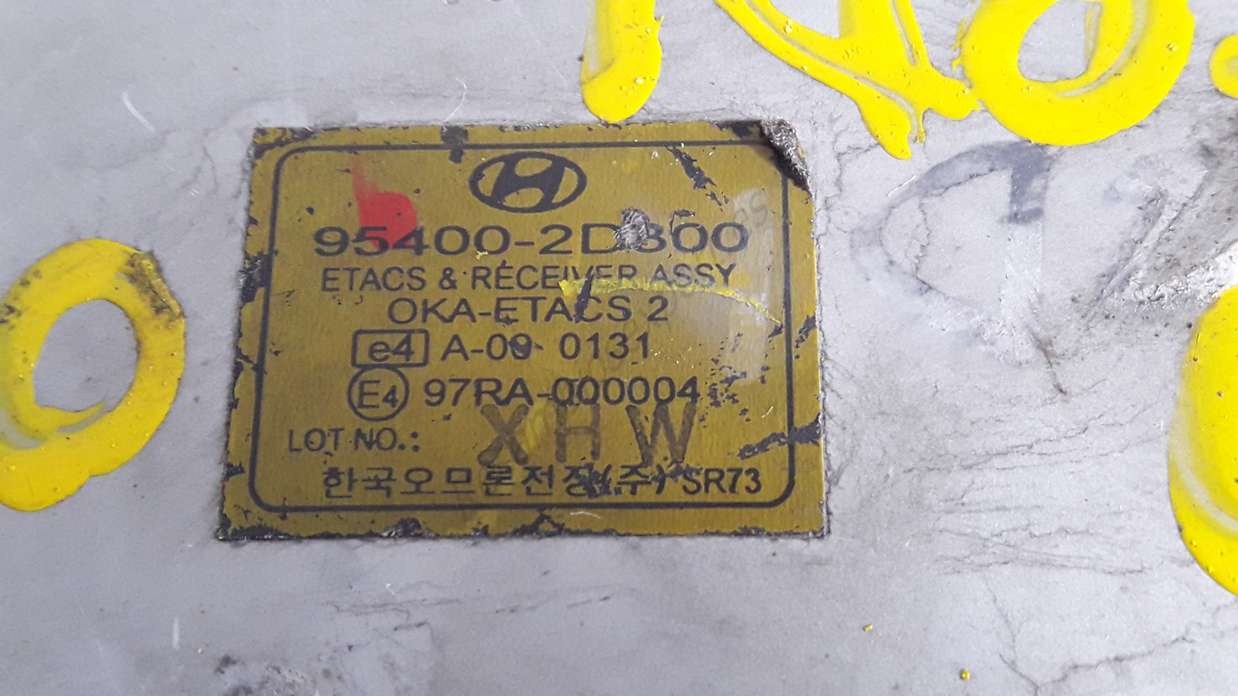 95400-2D300
ETACS & RECEIVER ASSY
OKA-ETACS 2
e4 A-00 0131
E4 97RA-000004
LOT NO.: XHW
한국오므론전장(주) SR73